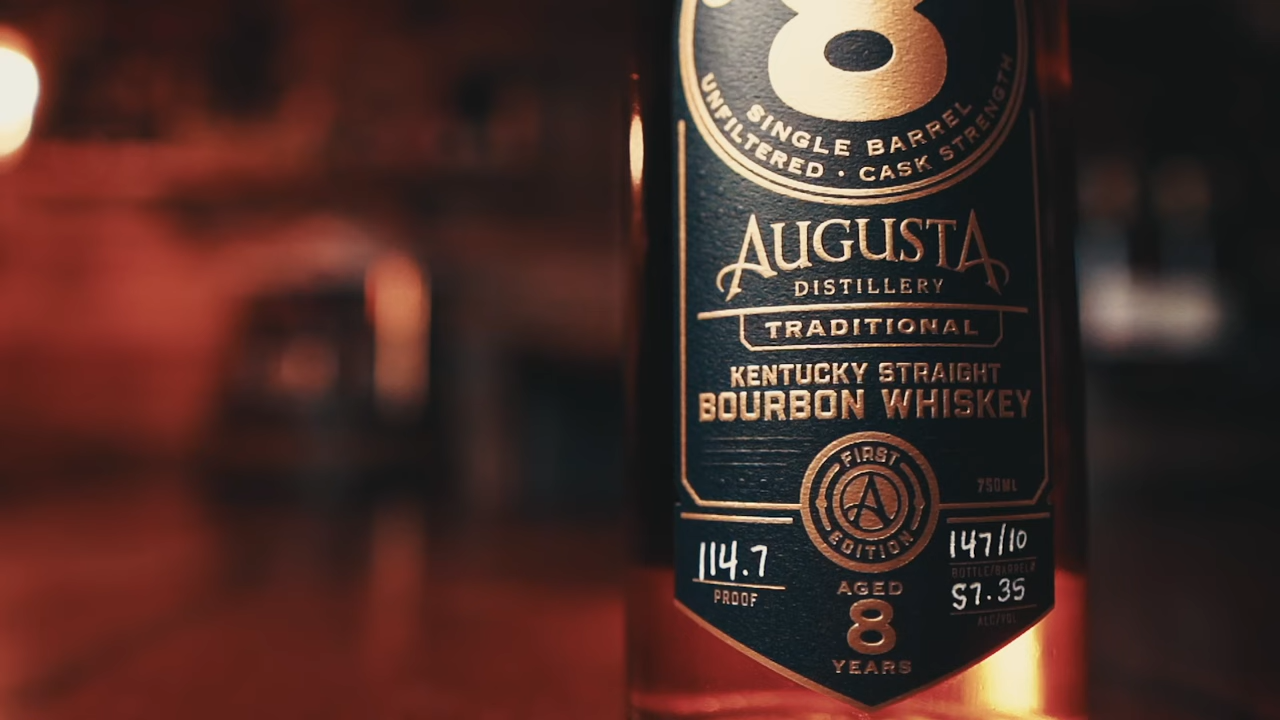 8
SINGLE BARREL
UNFILTERED · CASK STRENGTH
AUGUSTA
DISTILLERY
TRADITIONAL
KENTUCKY STRAIGHT
BOURBON WHISKEY
FIRST
A
EDITION
750ML
114.7
PROOF
AGED
8
YEARS
147/10
BOTTLE/BARREL#
57.35
ALC/VOL